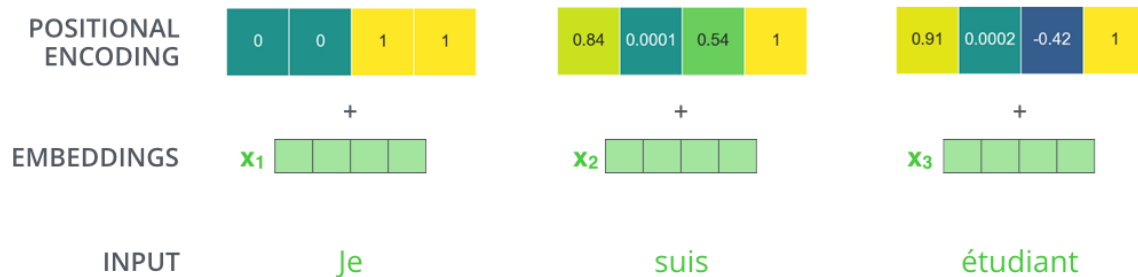 POSITIONAL ENCODING
0 0 1 1
0.84 0.0001 0.54 1
0.91 0.0002 -0.42 1
+ + +
EMBEDDINGS x1 x2 x3
INPUT Je suis étudiant